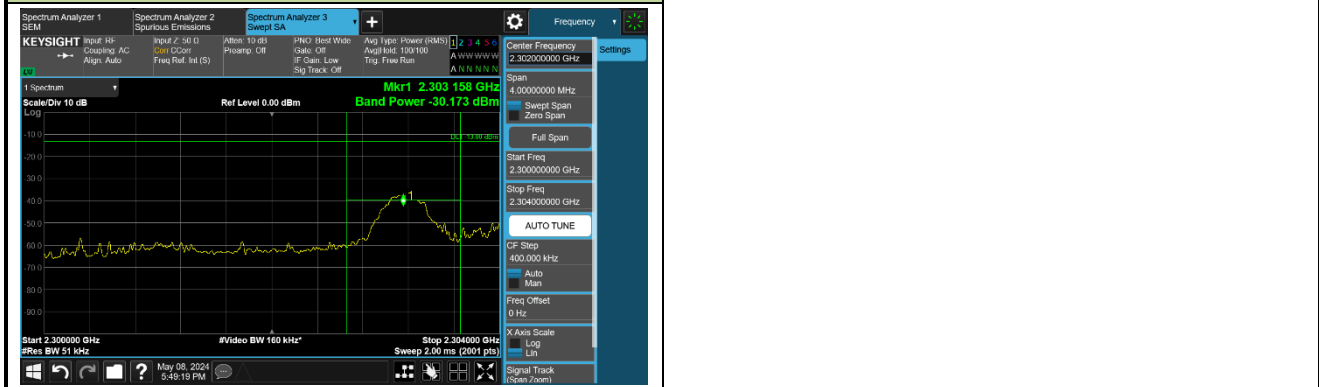 Spectrum Analyzer 1
SEM
Spectrum Analyzer 2
Spurious Emissions
Spectrum Analyzer 3
Swept SA
Frequency
KEYSIGHT
Input: RF
Coupling: AC
Align: Auto
Input Z: 50 Ω
Corr CCorr
Freq Ref: Int (S)
Atten: 10 dB
Preamp: Off
PNO: Best Wide
Gate: Off
IF Gain: Low
Sig Track: Off
Avg Type: Power (RMS)
Avg|Hold: 100/100
Trig: Free Run
1 2 3 4 5 6
A W W W W W
A N N N N N
Center Frequency
2.302000000 GHz
Settings
1 Spectrum
Scale/Div 10 dB
Log
Ref Level 0.00 dBm
Mkr1 2.303 158 GHz
Band Power -30.173 dBm
-10.0
-20.0
-30.0
-40.0
-50.0
-60.0
-70.0
-80.0
-90.0
1
Span
4.00000000 MHz
Swept Span
Zero Span
Full Span
Start Freq
2.300000000 GHz
Stop Freq
2.304000000 GHz
AUTO TUNE
CF Step
400.000 kHz
Auto
Man
Freq Offset
0 Hz
X Axis Scale
Log
Lin
Signal Track
(Span Zoom)
Start 2.300000 GHz
#Res BW 51 kHz
#Video BW 160 kHz*
Stop 2.304000 GHz
Sweep 2.00 ms (2001 pts)
?
May 08, 2024
5:49:19 PM